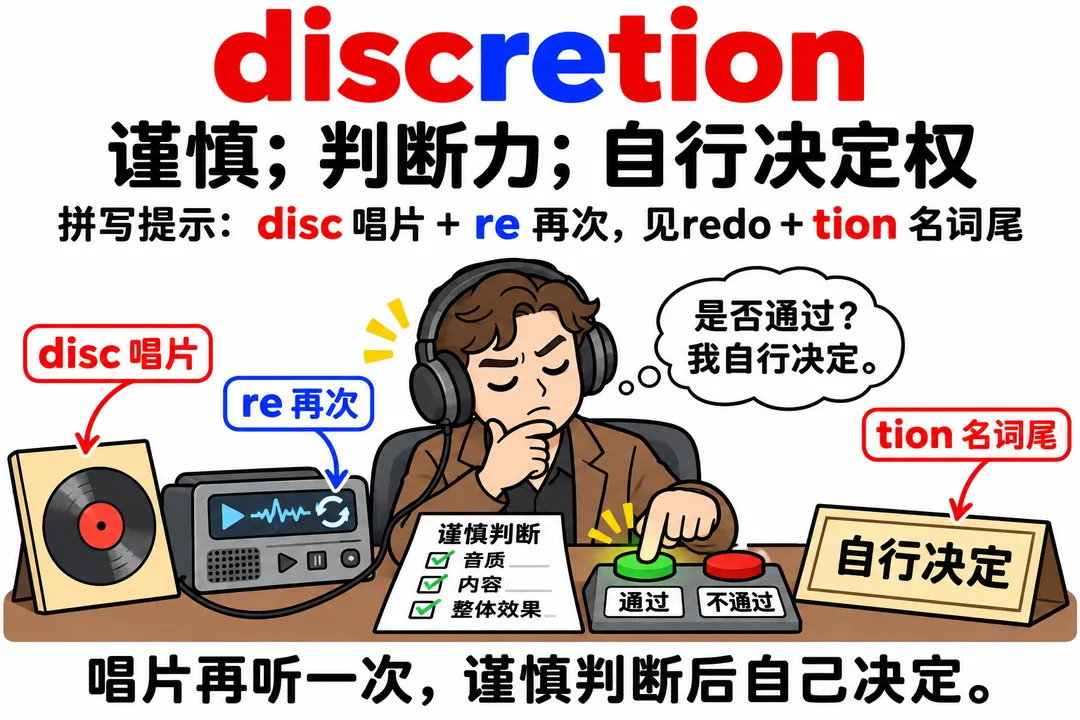 discretion
谨慎；判断力；自行决定权
拼写提示：disc 唱片 + re 再次，见redo + tion 名词尾
是否通过？
我自行决定。
disc 唱片
re 再次
tion 名词尾
谨慎判断
音质
内容
整体效果
通过
不通过
自行决定
唱片再听一次，谨慎判断后自己决定。